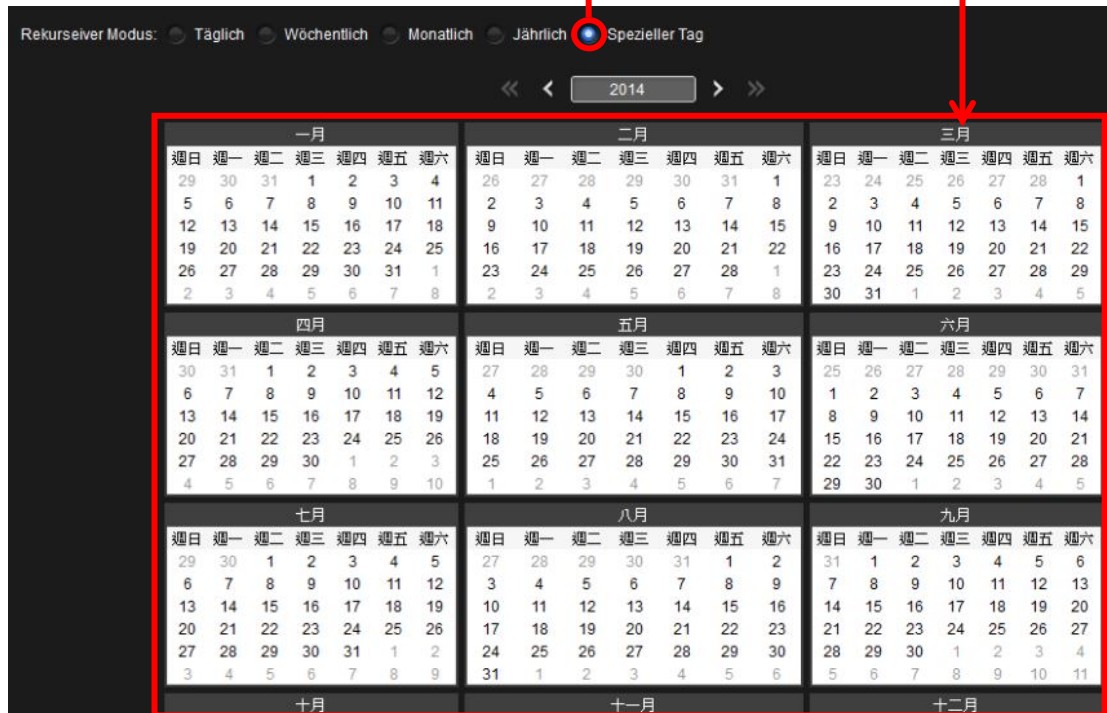 Rekurseiver Modus: Täglich Wöchentlich Monatlich Jährlich Spezieller Tag
2014
一月 二月 三月
週日 週一 週二 週三 週四 週五 週六 週日 週一 週二 週三 週四 週五 週六 週日 週一 週二 週三 週四 週五 週六
29 30 31 1 2 3 4 26 27 28 29 30 31 1 23 24 25 26 27 28 1
5 6 7 8 9 10 11 2 3 4 5 6 7 8 2 3 4 5 6 7 8
12 13 14 15 16 17 18 9 10 11 12 13 14 15 9 10 11 12 13 14 15
19 20 21 22 23 24 25 16 17 18 19 20 21 22 16 17 18 19 20 21 22
26 27 28 29 30 31 1 23 24 25 26 27 28 1 23 24 25 26 27 28 29
2 3 4 5 6 7 8 2 3 4 5 6 7 8 30 31 1 2 3 4 5
四月 五月 六月
週日 週一 週二 週三 週四 週五 週六 週日 週一 週二 週三 週四 週五 週六 週日 週一 週二 週三 週四 週五 週六
30 31 1 2 3 4 5 27 28 29 30 1 2 3 25 26 27 28 29 30 31
6 7 8 9 10 11 12 4 5 6 7 8 9 10 1 2 3 4 5 6 7
13 14 15 16 17 18 19 11 12 13 14 15 16 17 8 9 10 11 12 13 14
20 21 22 23 24 25 26 18 19 20 21 22 23 24 15 16 17 18 19 20 21
27 28 29 30 1 2 3 25 26 27 28 29 30 31 22 23 24 25 26 27 28
4 5 6 7 8 9 10 1 2 3 4 5 6 7 29 30 1 2 3 4 5
七月 八月 九月
週日 週一 週二 週三 週四 週五 週六 週日 週一 週二 週三 週四 週五 週六 週日 週一 週二 週三 週四 週五 週六
29 30 1 2 3 4 5 27 28 29 30 31 1 2 31 1 2 3 4 5 6
6 7 8 9 10 11 12 3 4 5 6 7 8 9 7 8 9 10 11 12 13
13 14 15 16 17 18 19 10 11 12 13 14 15 16 14 15 16 17 18 19 20
20 21 22 23 24 25 26 17 18 19 20 21 22 23 21 22 23 24 25 26 27
27 28 29 30 31 1 2 24 25 26 27 28 29 30 28 29 30 1 2 3 4
3 4 5 6 7 8 9 31 1 2 3 4 5 6 5 6 7 8 9 10 11
十月 十一月 十二月